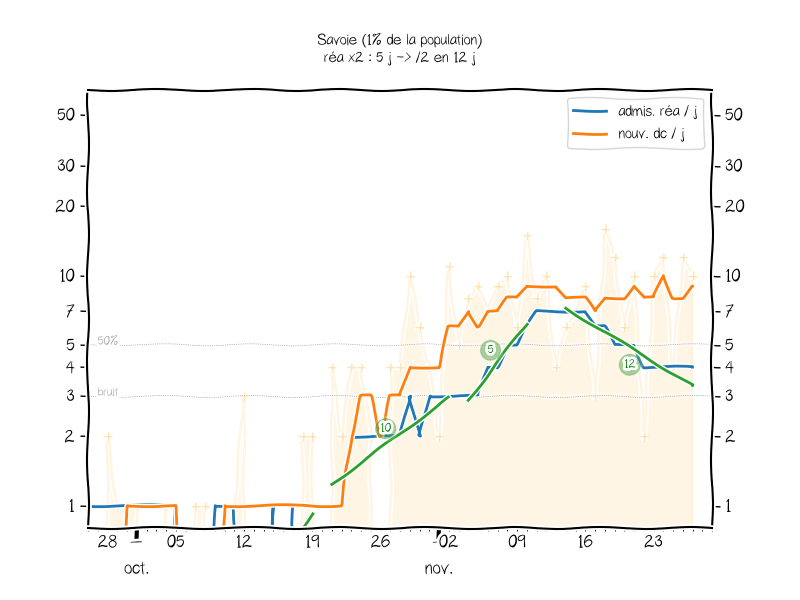 Savoie (1% de la population)
réa x2 : 5 j -> /2 en 12 j
admis. réa / j
nouv. dc / j
50 50
30 30
20 20
10 10
7 7
50%
5 5
5
12
4 4
bruit
3 3
10
2 2
1 1
28 05 12 19 26 02 09 16 23
oct. nov.